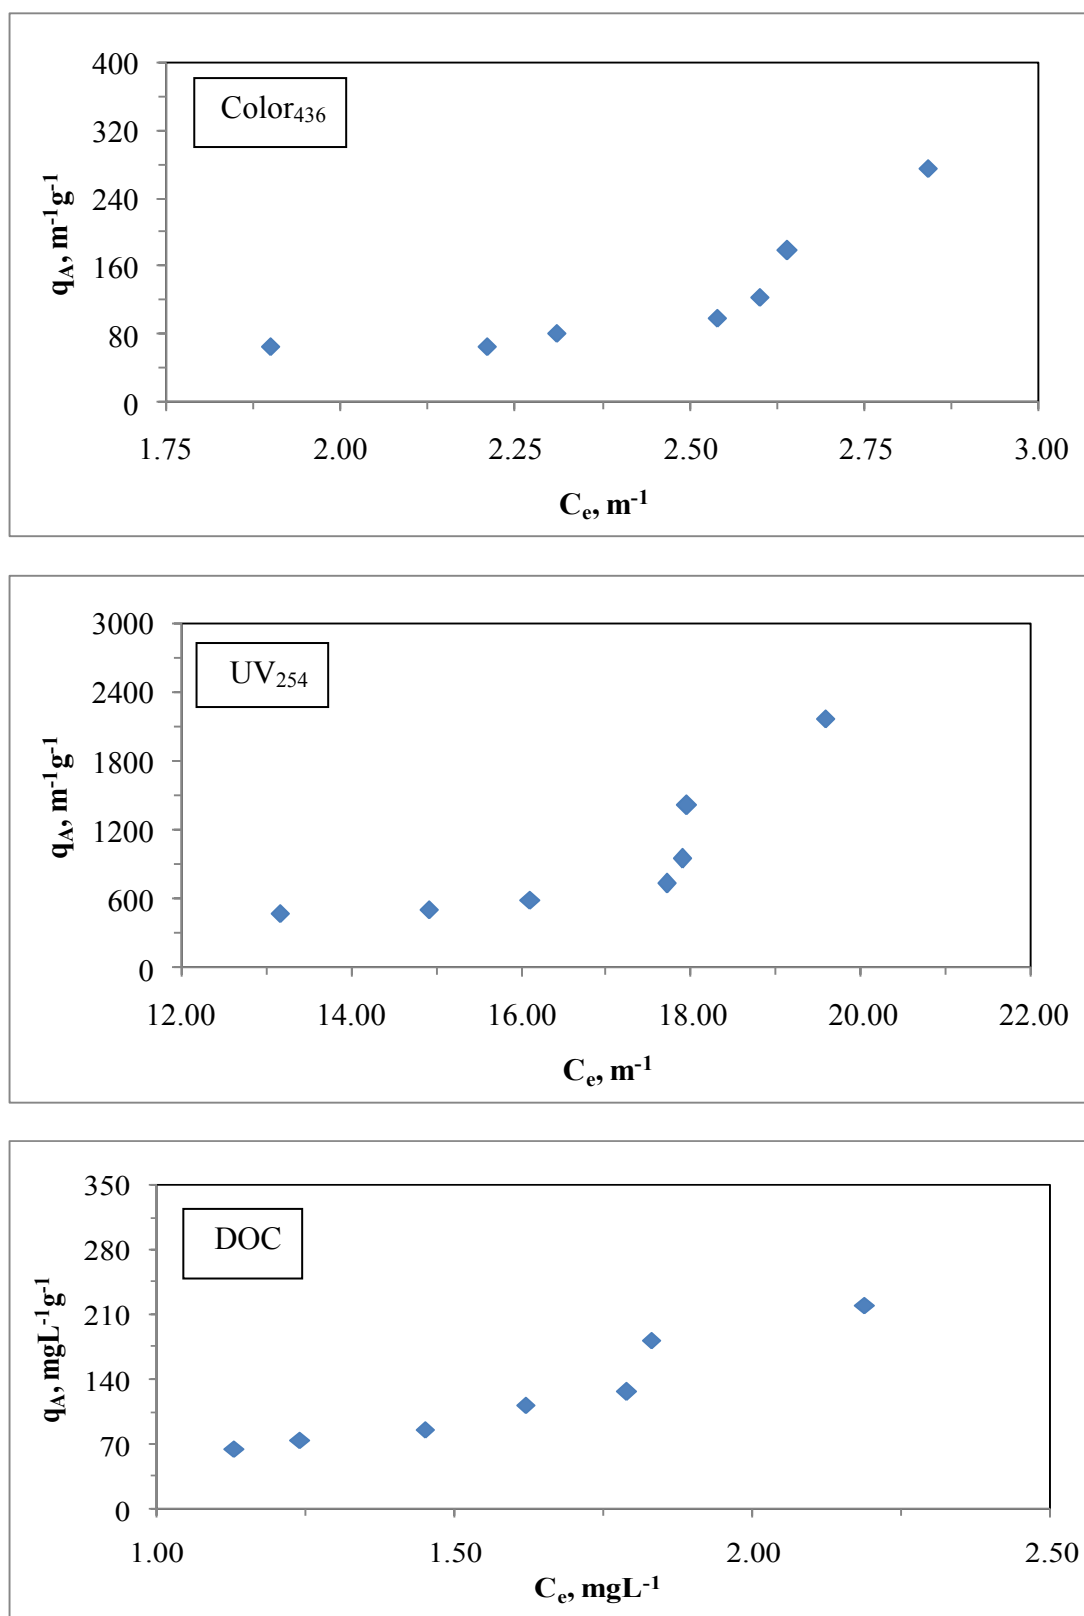 400
Color436
320
240
160
80
0
qA, m-1g-1
1.75 2.00 2.25 2.50 2.75 3.00
Ce, m-1
3000
UV254
2400
1800
1200
600
0
qA, m-1g-1
12.00 14.00 16.00 18.00 20.00 22.00
Ce, m-1
350
DOC
280
210
140
70
0
qA, mgL-1g-1
1.00 1.50 2.00 2.50
Ce, mgL-1